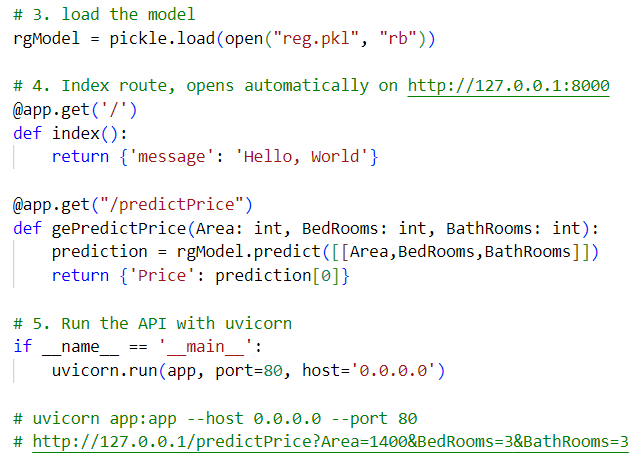 # 3. load the model
rgModel = pickle.load(open("reg.pkl", "rb"))
# 4. Index route, opens automatically on http://127.0.0.1:8000
@app.get('/')
def index():
    return {'message': 'Hello, World'}
@app.get("/predictPrice")
def gePredictPrice(Area: int, BedRooms: int, BathRooms: int):
    prediction = rgModel.predict([[Area,BedRooms,BathRooms]])
    return {'Price': prediction[0]}
# 5. Run the API with uvicorn
if __name__ == '__main__':
    uvicorn.run(app, port=80, host='0.0.0.0')
# uvicorn app:app --host 0.0.0.0 --port 80
# http://127.0.0.1/predictPrice?Area=1400&BedRooms=3&BathRooms=3